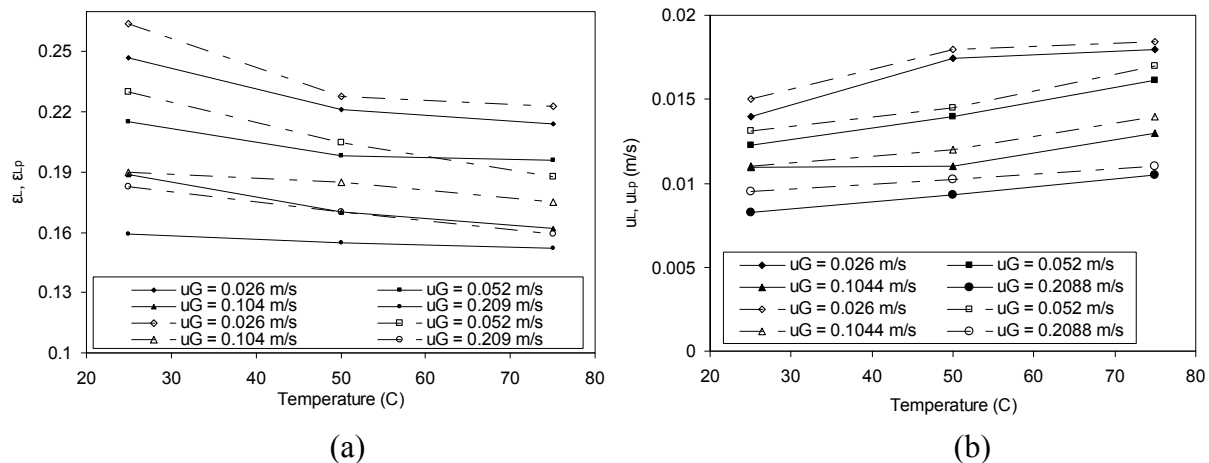 0.25
0.22
0.19
0.16
0.13
0.1
εL, εLp
uG = 0.026 m/s
uG = 0.052 m/s
uG = 0.104 m/s
uG = 0.209 m/s
uG = 0.026 m/s
uG = 0.052 m/s
uG = 0.104 m/s
uG = 0.209 m/s
20 30 40 50 60 70 80
Temperature (C)
(a)
0.02
0.015
0.01
0.005
0
uL, uLp (m/s)
uG = 0.026 m/s
uG = 0.052 m/s
uG = 0.1044 m/s
uG = 0.2088 m/s
uG = 0.026 m/s
uG = 0.052 m/s
uG = 0.1044 m/s
uG = 0.2088 m/s
20 30 40 50 60 70 80
Temperature (C)
(b)